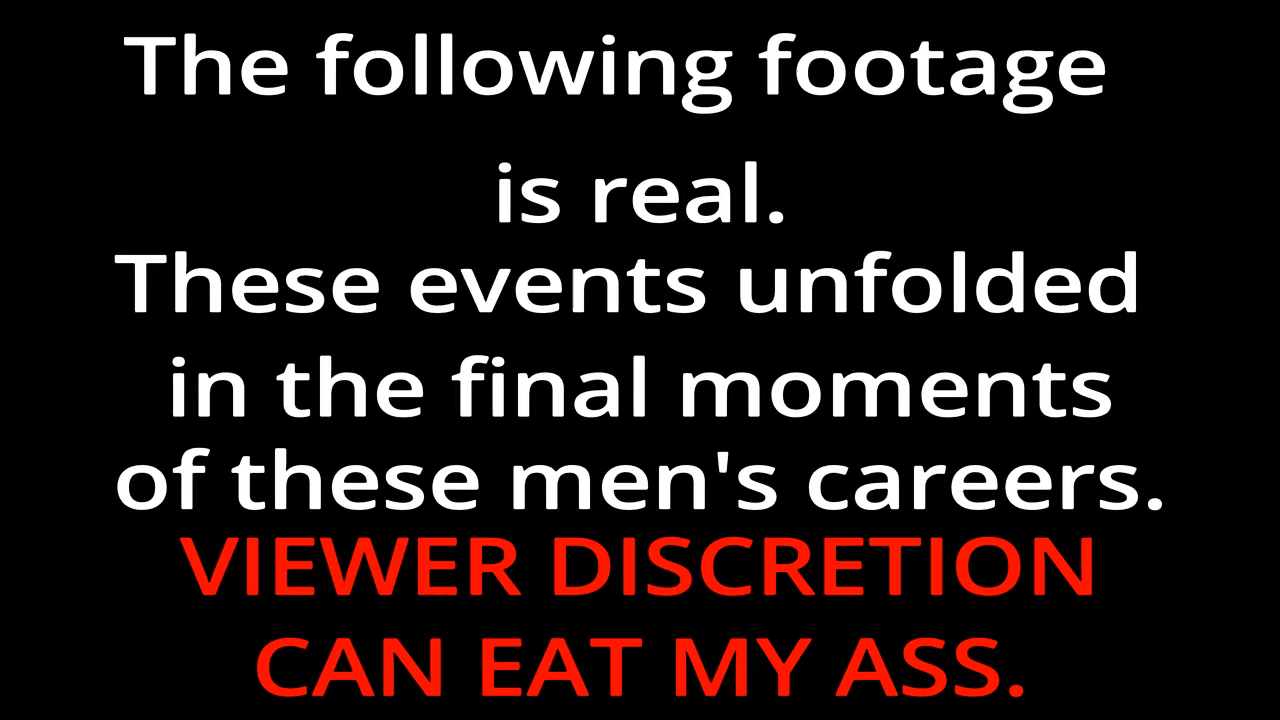 The following footage
is real.
These events unfolded
in the final moments
of these men's careers.
VIEWER DISCRETION
CAN EAT MY ASS.